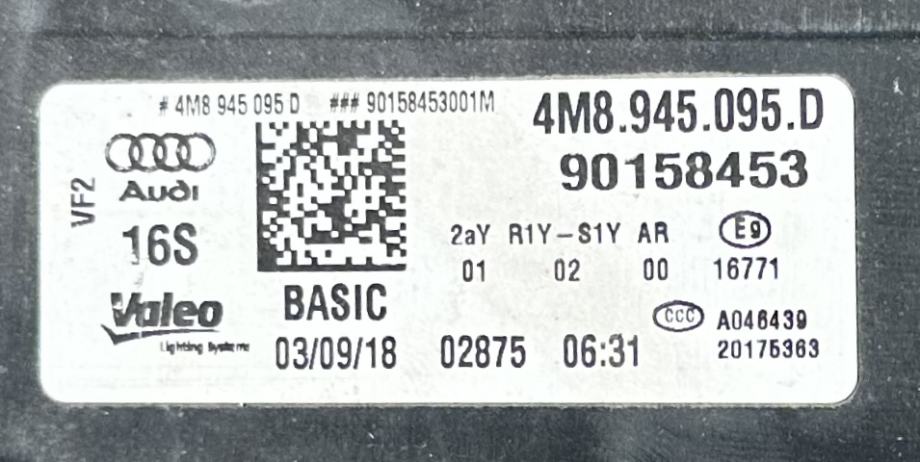 # 4M8 945 095 D ### 90158453001M
4M8.945.095.D
90158453
Audi
VF2
16S
2aY R1Y-S1Y AR E9
01 02 00 16771
Valeo
Lighting Systems
BASIC
CCC A046439
20175363
03/09/18 02875 06:31